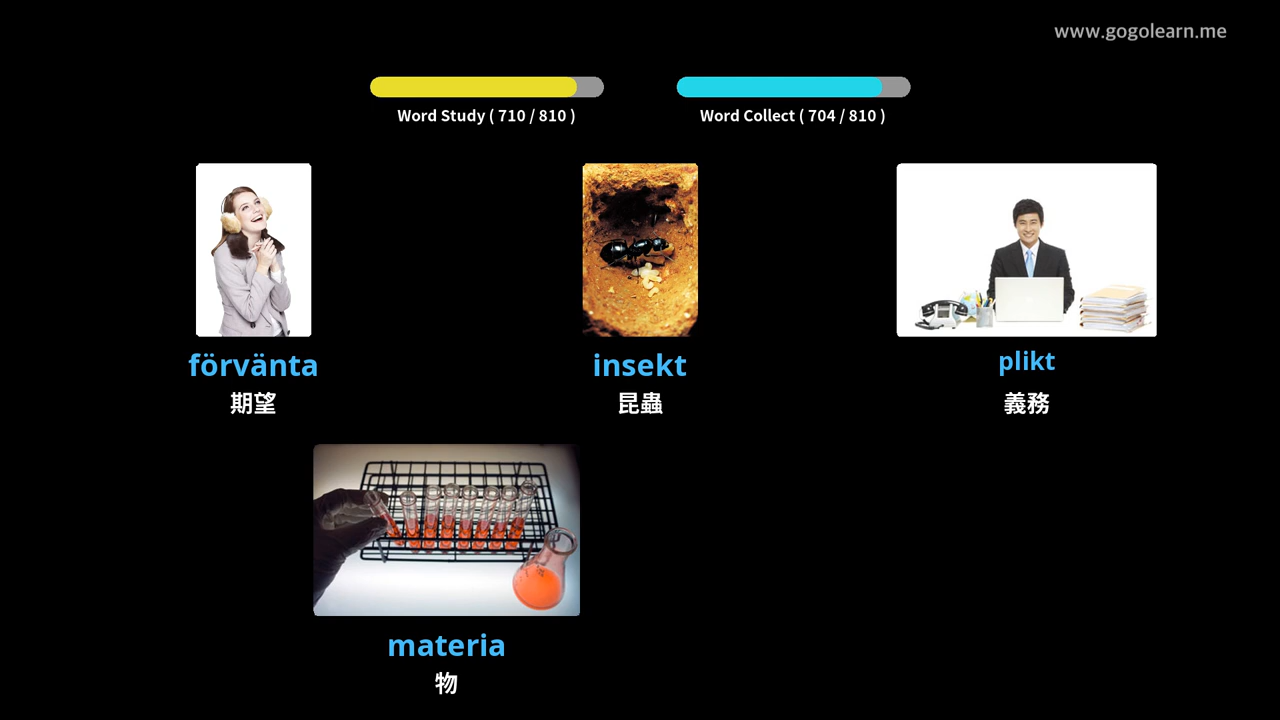 www.gogolearn.me
Word Study ( 710 / 810 )
Word Collect ( 704 / 810 )
förvänta
期望
insekt
昆蟲
plikt
義務
materia
物